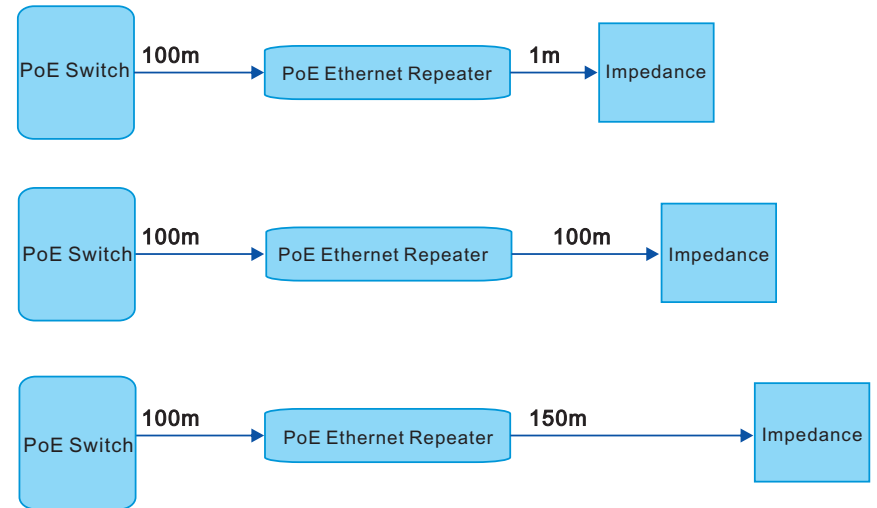 100m
1m
PoE Switch
PoE Ethernet Repeater
Impedance
100m
100m
PoE Switch
PoE Ethernet Repeater
Impedance
100m
150m
PoE Switch
PoE Ethernet Repeater
Impedance